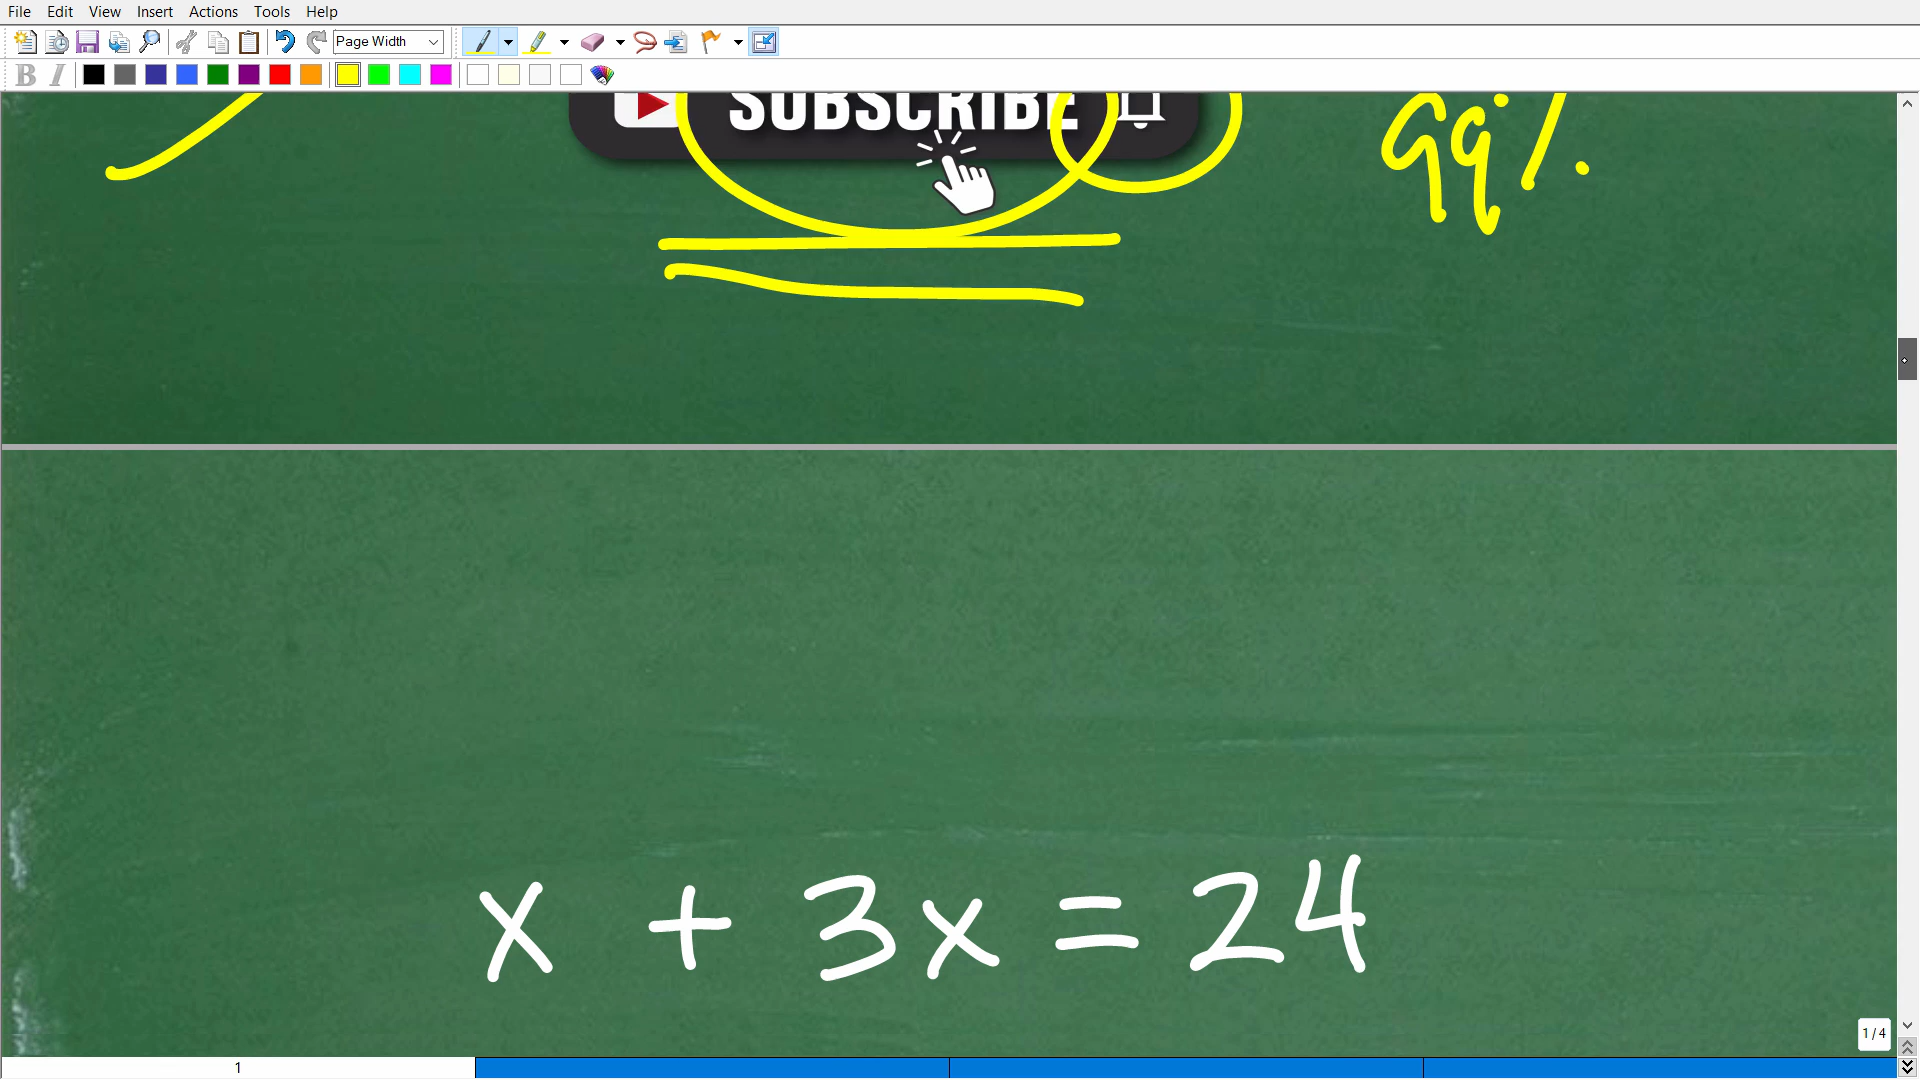 File Edit View Insert Actions Tools Help
Page Width
B I
SUBSCRIBE
99%.
x + 3x = 24
1 / 4
1